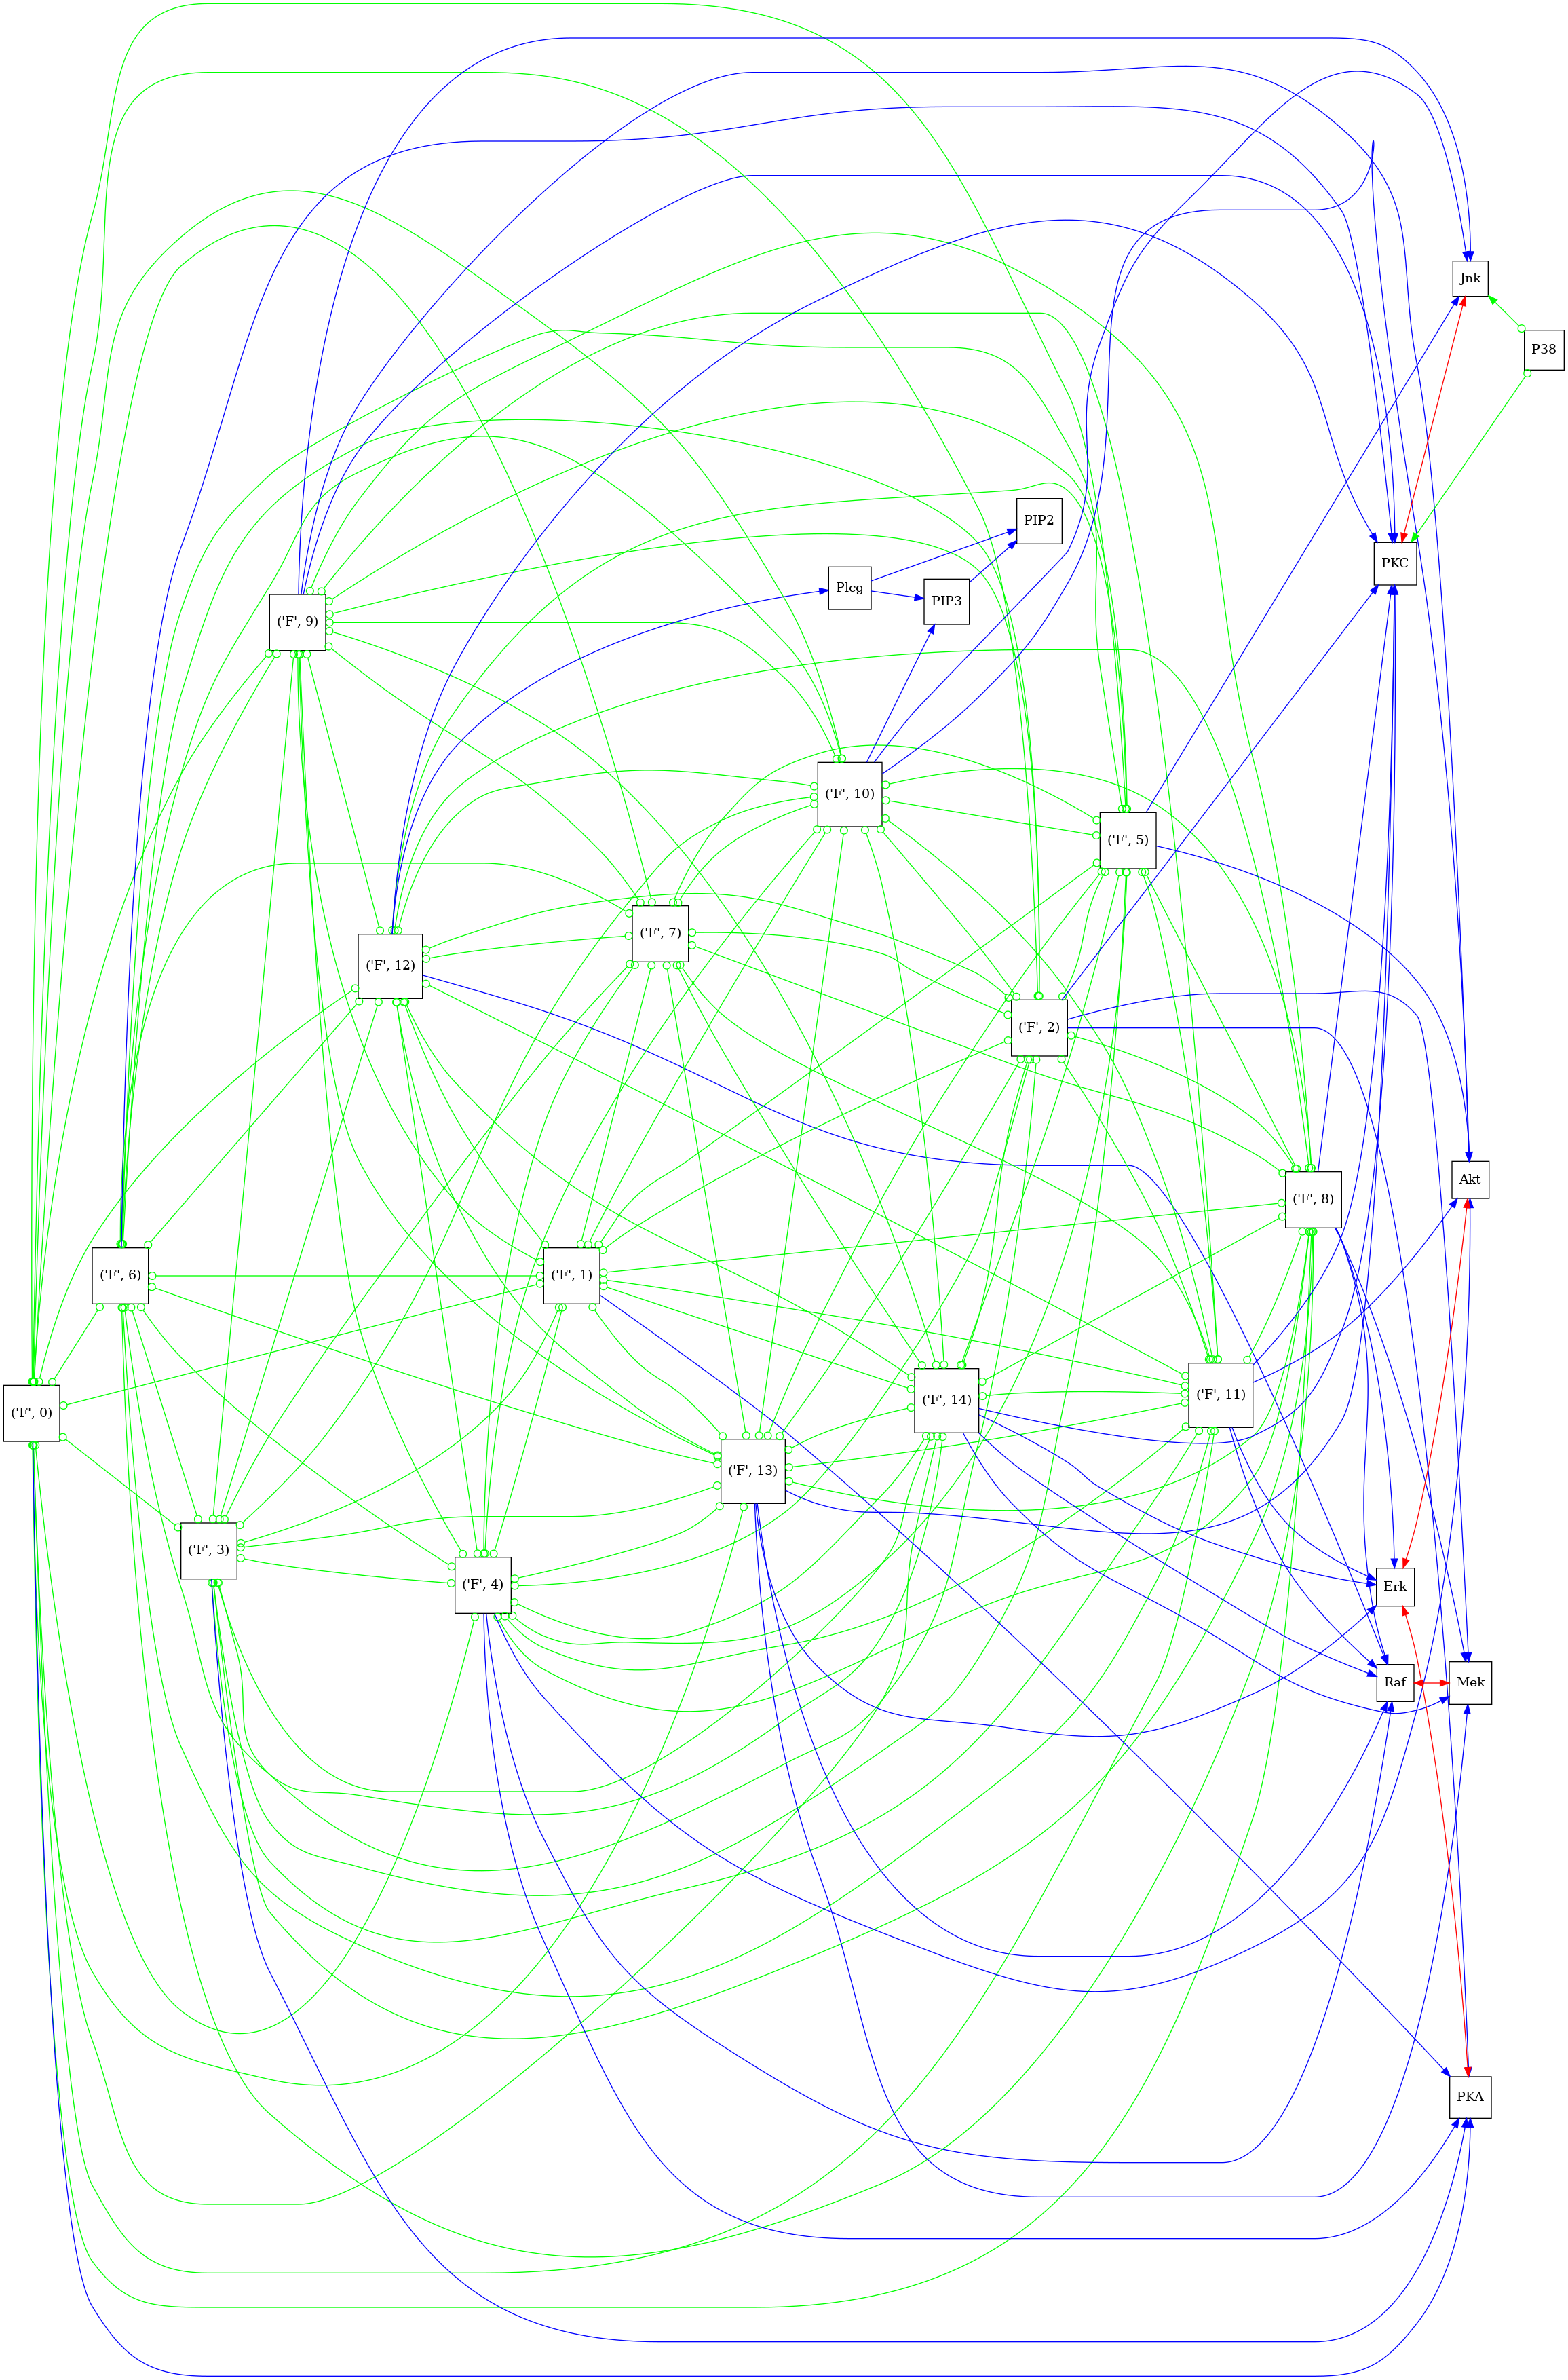 Jnk
P38
PIP2
PKC
Plcg
PIP3
('F', 9)
('F', 10)
('F', 5)
('F', 7)
('F', 12)
('F', 2)
Akt
('F', 8)
('F', 6)
('F', 1)
('F', 11)
('F', 14)
('F', 0)
('F', 13)
('F', 3)
('F', 4)
Erk
Raf
Mek
PKA